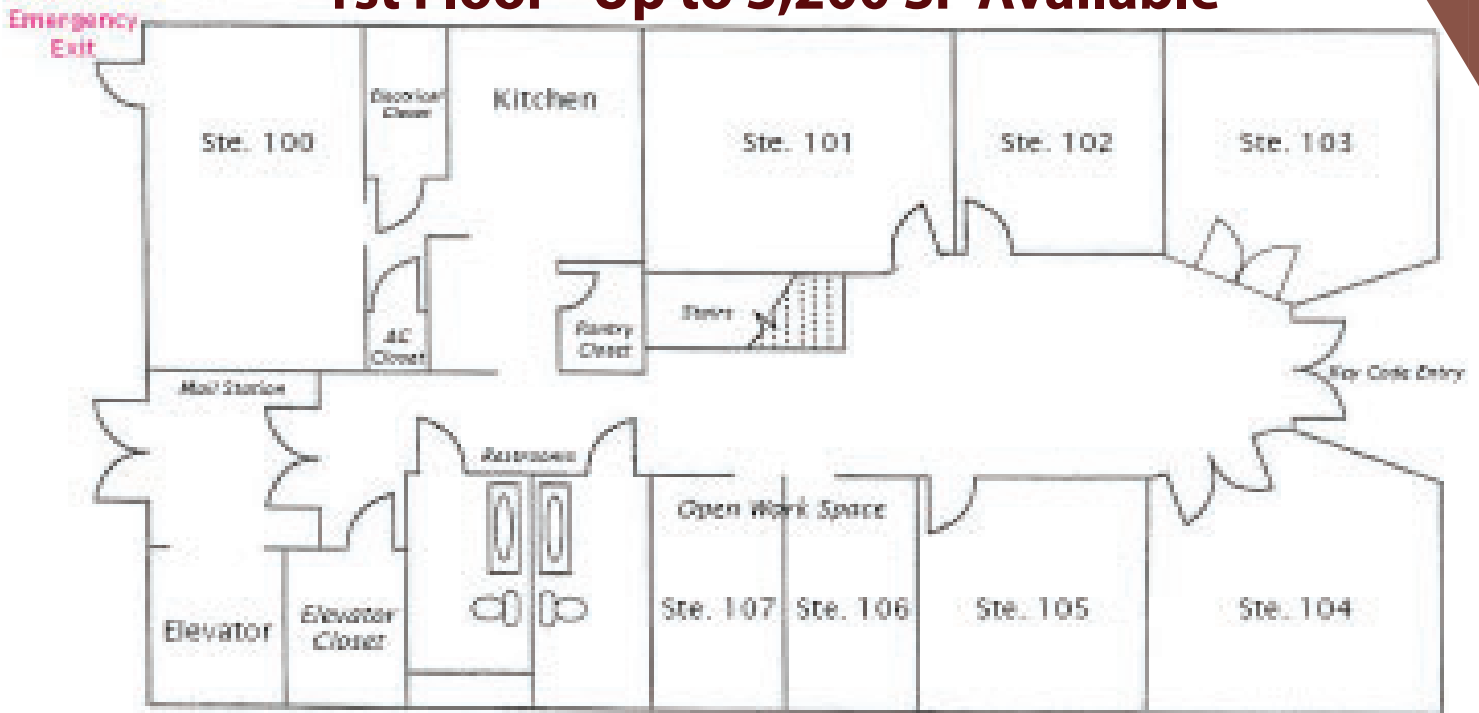 1st Floor - Up to 5,200 SF Available
Emergency
Exit
Ste. 100
Electrical
Closet
Kitchen
Ste. 101
Ste. 102
Ste. 103
AC
Closet
Pantry
Closet
Stairs
Key Code Entry
Mail Station
Restrooms
Open Work Space
Elevator
Elevator
Closet
Ste. 107
Ste. 106
Ste. 105
Ste. 104